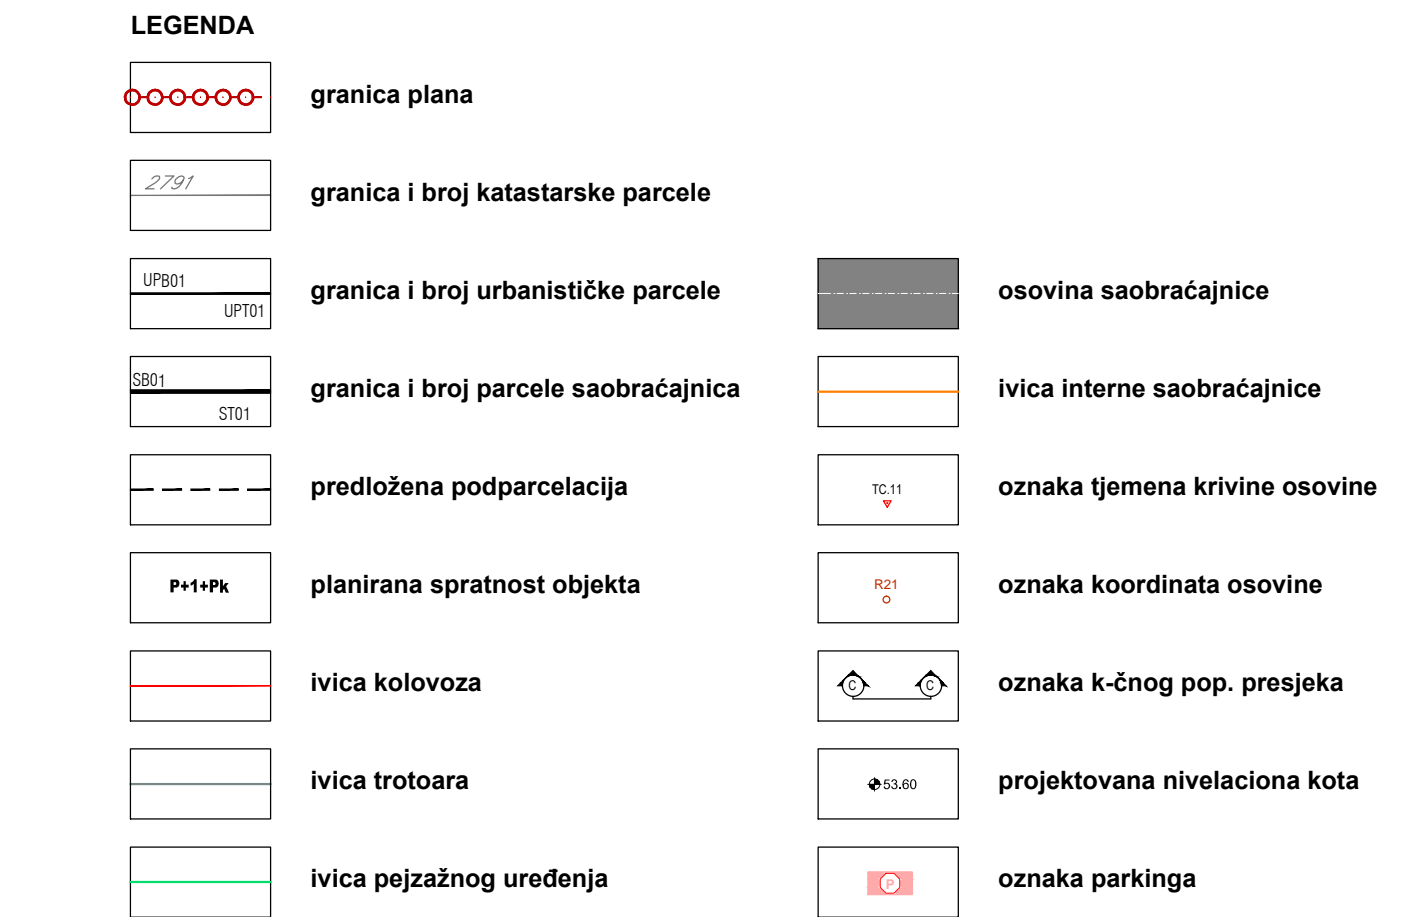 LEGENDA
granica plana
2791
granica i broj katastarske parcele
UPB01
UPT01
granica i broj urbanističke parcele
SB01
ST01
granica i broj parcele saobraćajnica
predložena podparcelacija
P+1+Pk
planirana spratnost objekta
ivica kolovoza
ivica trotoara
ivica pejzažnog uređenja
osovina saobraćajnice
ivica interne saobraćajnice
TC.11
oznaka tjemena krivine osovine
R21
oznaka koordinata osovine
C C
oznaka k-čnog pop. presjeka
53.60
projektovana nivelaciona kota
P
oznaka parkinga